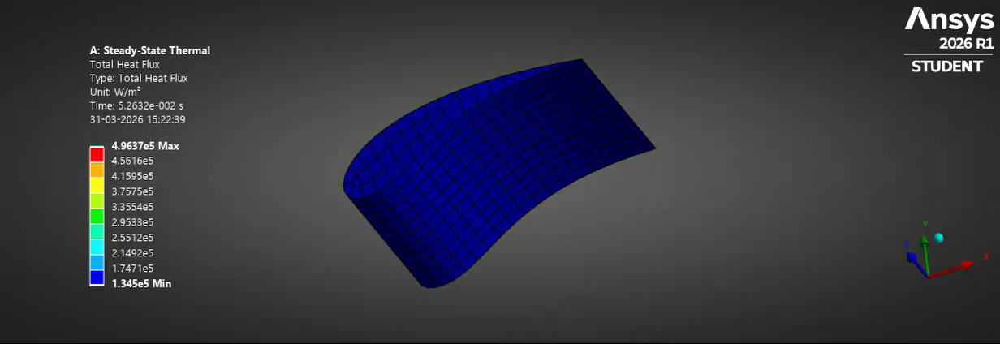 A: Steady-State Thermal
Total Heat Flux
Type: Total Heat Flux
Unit: W/m²
Time: 5.2632e-002 s
31-03-2026 15:22:39
4.9637e5 Max
4.5616e5
4.1595e5
3.7575e5
3.3554e5
2.9533e5
2.5512e5
2.1492e5
1.7471e5
1.345e5 Min
Ansys
2026 R1
STUDENT
Y
Z
X